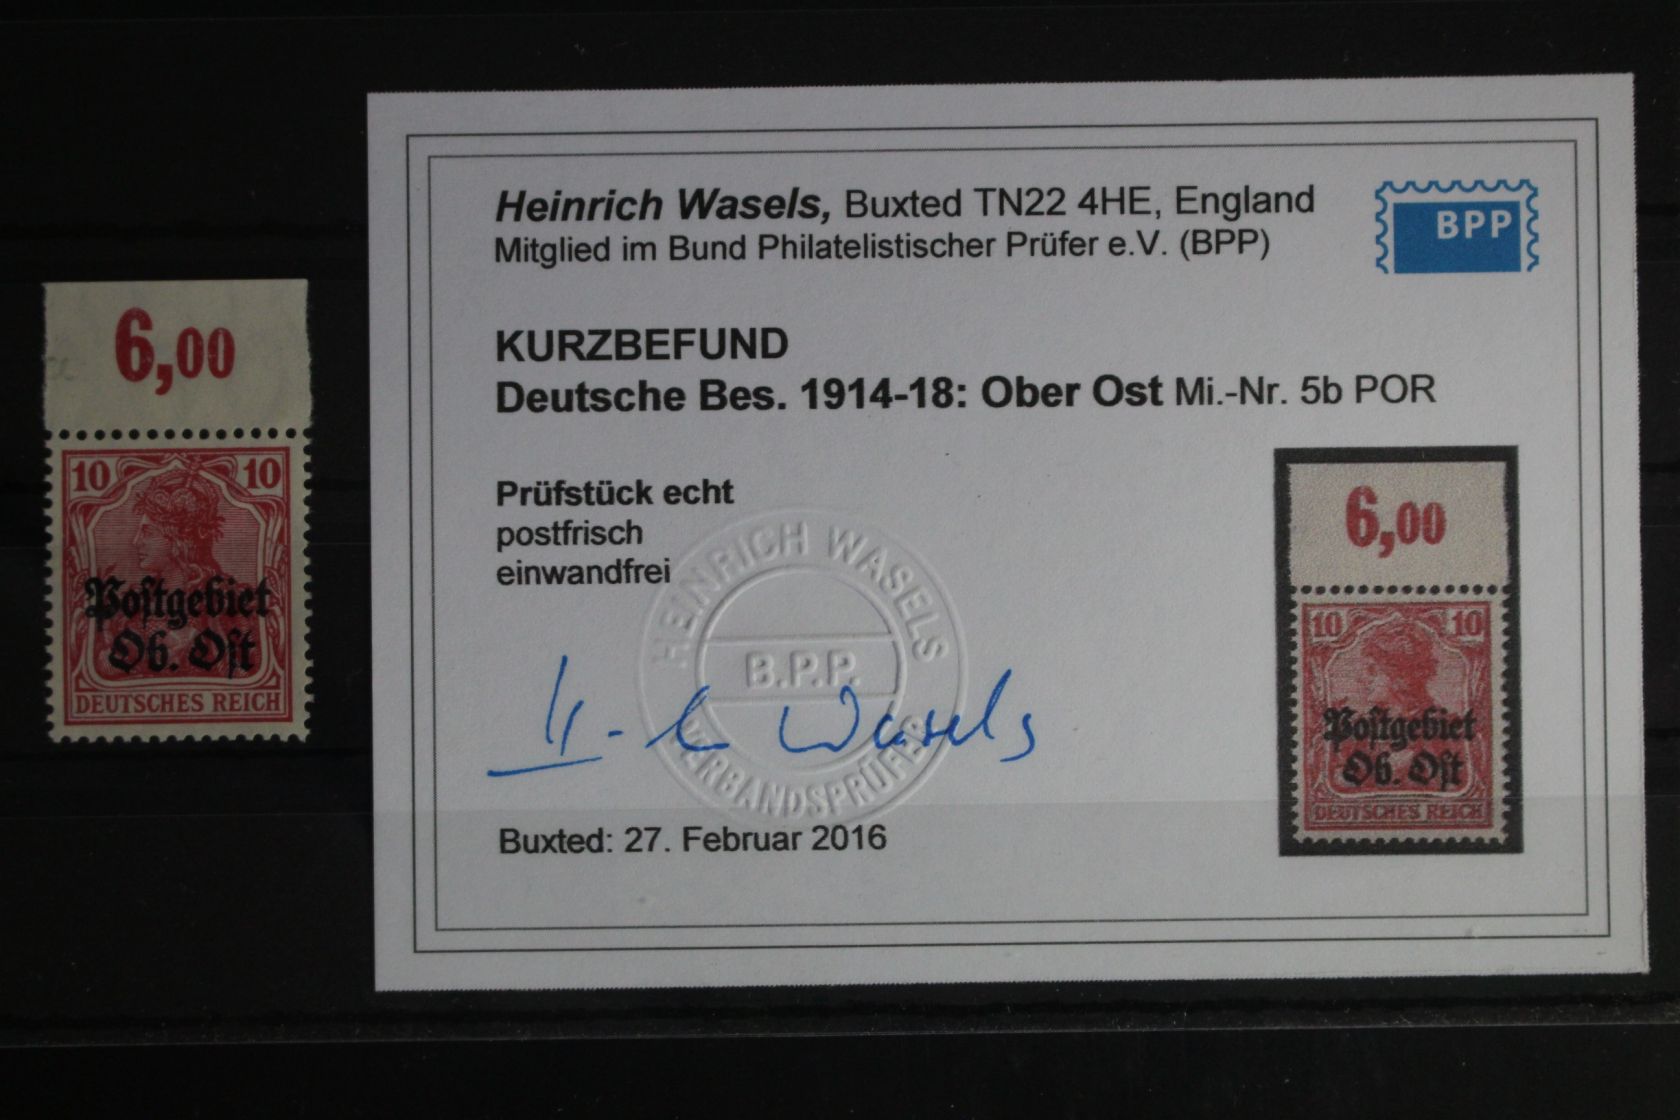 6,00
10 10
Postgebiet
Ob. Ost
DEUTSCHES REICH
Heinrich Wasels, Buxted TN22 4HE, England
Mitglied im Bund Philatelistischer Prüfer e.V. (BPP)
BPP
KURZBEFUND
Deutsche Bes. 1914-18: Ober Ost Mi.-Nr. 5b POR
Prüfstück echt
postfrisch
einwandfrei
HEINRICH WASELS
B.P.P.
VERBANDSPRÜFER
H- le Wasels
Buxted: 27. Februar 2016
6,00
10 10
Postgebiet
Ob. Ost
DEUTSCHES REICH